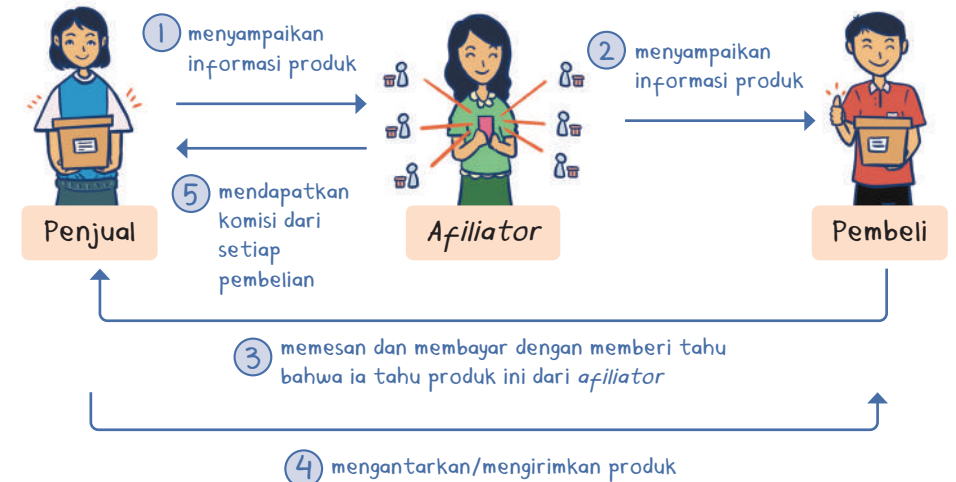 1 menyampaikan
informasi produk
2 menyampaikan
informasi produk
5 mendapatkan
komisi dari
setiap
pembelian
Penjual
Afiliator
Pembeli
3 memesan dan membayar dengan memberi tahu
bahwa ia tahu produk ini dari afiliator
4 mengantarkan/mengirimkan produk